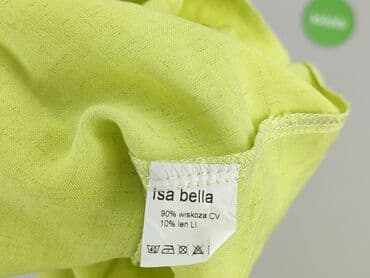 isa bella
90% wiskoza CV
10% len LI